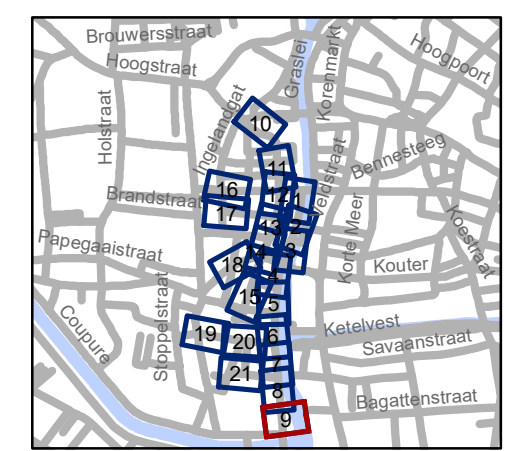 Brouwersstraat
Hoogstraat
Graslei
Korenmarkt
Hoogpoort
Holstraat
Ingelandgat
10
Bennesteeg
Veldstraat
11
16
12
1
Brandstraat
17
13
2
Korte Meer
Koestraat
Papegaaistraat
18
14
3
Kouter
4
15
5
Coupure
Stoppelstraat
19
20
6
Ketelvest
Savaanstraat
21
7
8
Bagattenstraat
9